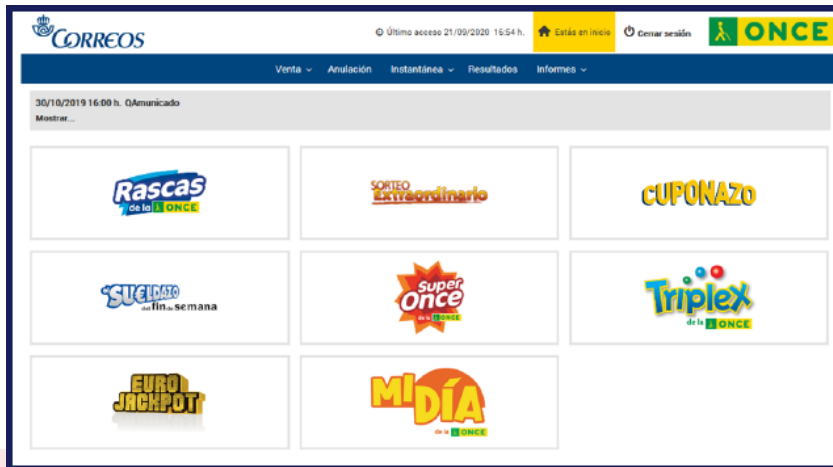 CORREOS
Último acceso 21/09/2020 16:54 h.
Estás en inicio
Cerrar sesión
ONCE
Venta
Anulación
Instantánea
Resultados
Informes
30/10/2019 16:00 h. QAmunicado
Mostrar...
Rascas
de la ONCE
SORTEO
Extraordinario
CUPONAZO
SUELDAZO
del fin de semana
Super
Once
de la ONCE
Triplex
de la ONCE
EURO
JACKPOT
MI DÍA
de la ONCE